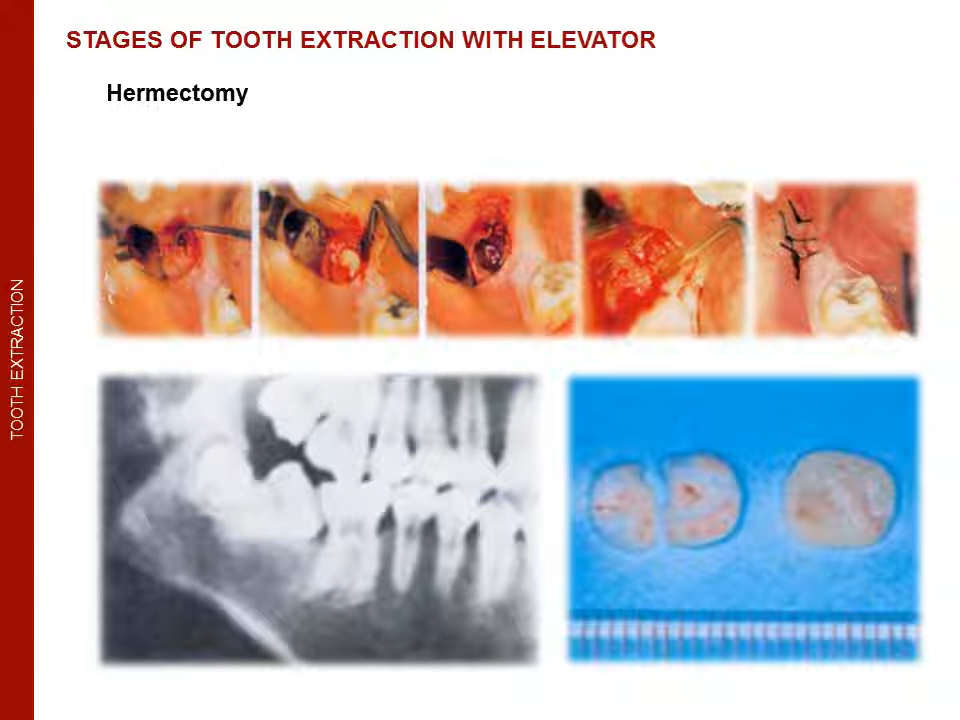 STAGES OF TOOTH EXTRACTION WITH ELEVATOR
Hermectomy
TOOTH EXTRACTION